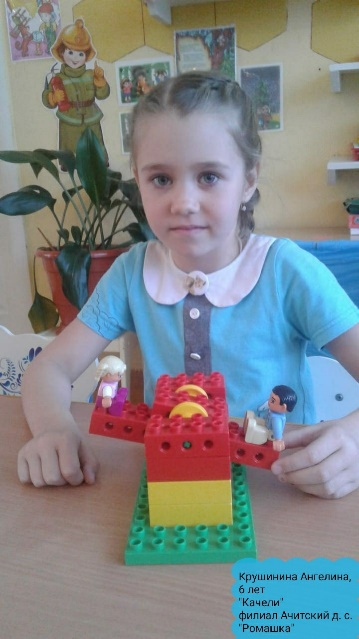 Крушинина Ангелина,
6 лет
"Качели"
филиал Ачитский д. с.
"Ромашка"